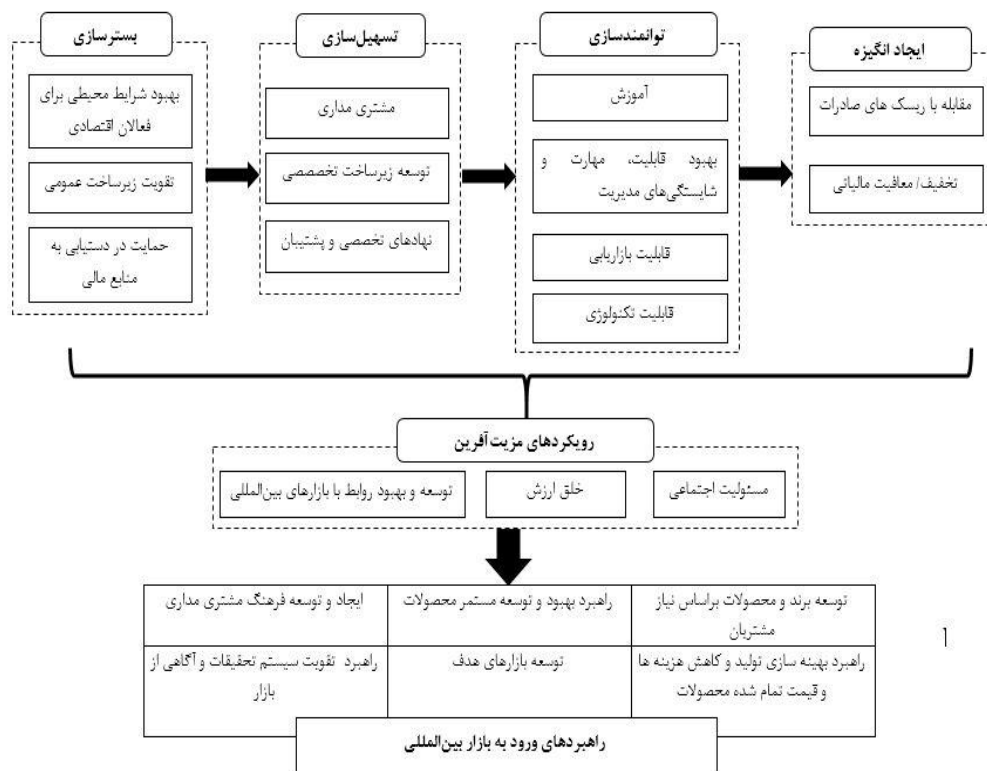 بسترسازی
بهبود شرایط محیطی برای
فعالان اقتصادی
تقویت زیرساخت عمومی
حمایت در دستیابی به
منابع مالی
تسهیل‌سازی
مشتری مداری
توسعه زیرساخت تخصصی
نهادهای تخصصی و پشتیبان
توانمندسازی
آموزش
بهبود قابلیت، مهارت و
شایستگی‌های مدیریت
قابلیت بازاریابی
قابلیت تکنولوژی
ایجاد انگیزه
مقابله با ریسک های صادرات
تخفیف/ معافیت مالیاتی
رویکردهای مزیت‌آفرین
مسئولیت اجتماعی
خلق ارزش
توسعه و بهبود روابط با بازارهای بین‌المللی
توسعه برند و محصولات براساس نیاز
مشتریان
راهبرد بهبود و توسعه مستمر محصولات
ایجاد و توسعه فرهنگ مشتری مداری
راهبرد بهینه سازی تولید و کاهش هزینه ها
و قیمت تمام شده محصولات
توسعه بازارهای هدف
راهبرد تقویت سیستم تحقیقات و آگاهی از
بازار
راهبردهای ورود به بازار بین‌المللی